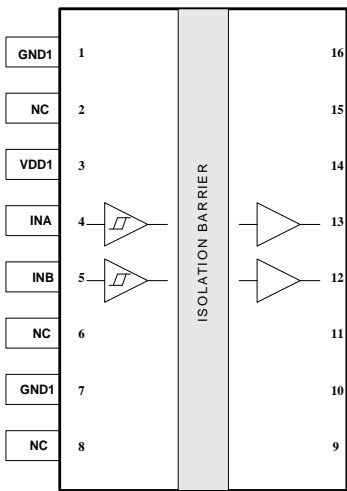 GND1 1 16
NC 2 15
VDD1 3 14
INA 4 13
INB 5 12
NC 6 11
GND1 7 10
NC 8 9
ISOLATION BARRIER